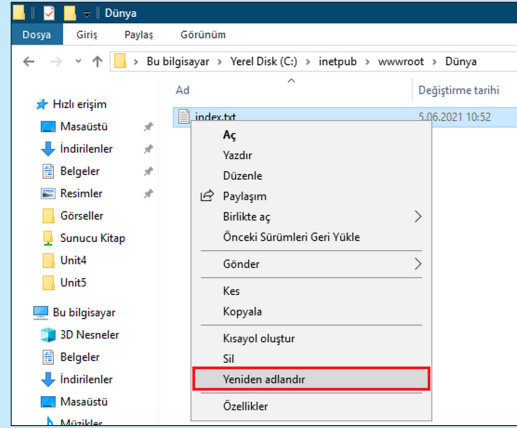 Dünya
Dosya Giriş Paylaş Görünüm
Bu bilgisayar > Yerel Disk (C:) > inetpub > wwwroot > Dünya
Ad Değiştirme tarihi
Hızlı erişim
Masaüstü
İndirilenler
Belgeler
Resimler
Görseller
Sunucu Kitap
Unit4
Unit5
Bu bilgisayar
3D Nesneler
Belgeler
İndirilenler
Masaüstü
Müzikler
index.txt 5.06.2021 10:52
Aç
Yazdır
Düzenle
Paylaşım
Birlikte aç
Önceki Sürümleri Geri Yükle
Gönder
Kes
Kopyala
Kısayol oluştur
Sil
Yeniden adlandır
Özellikler